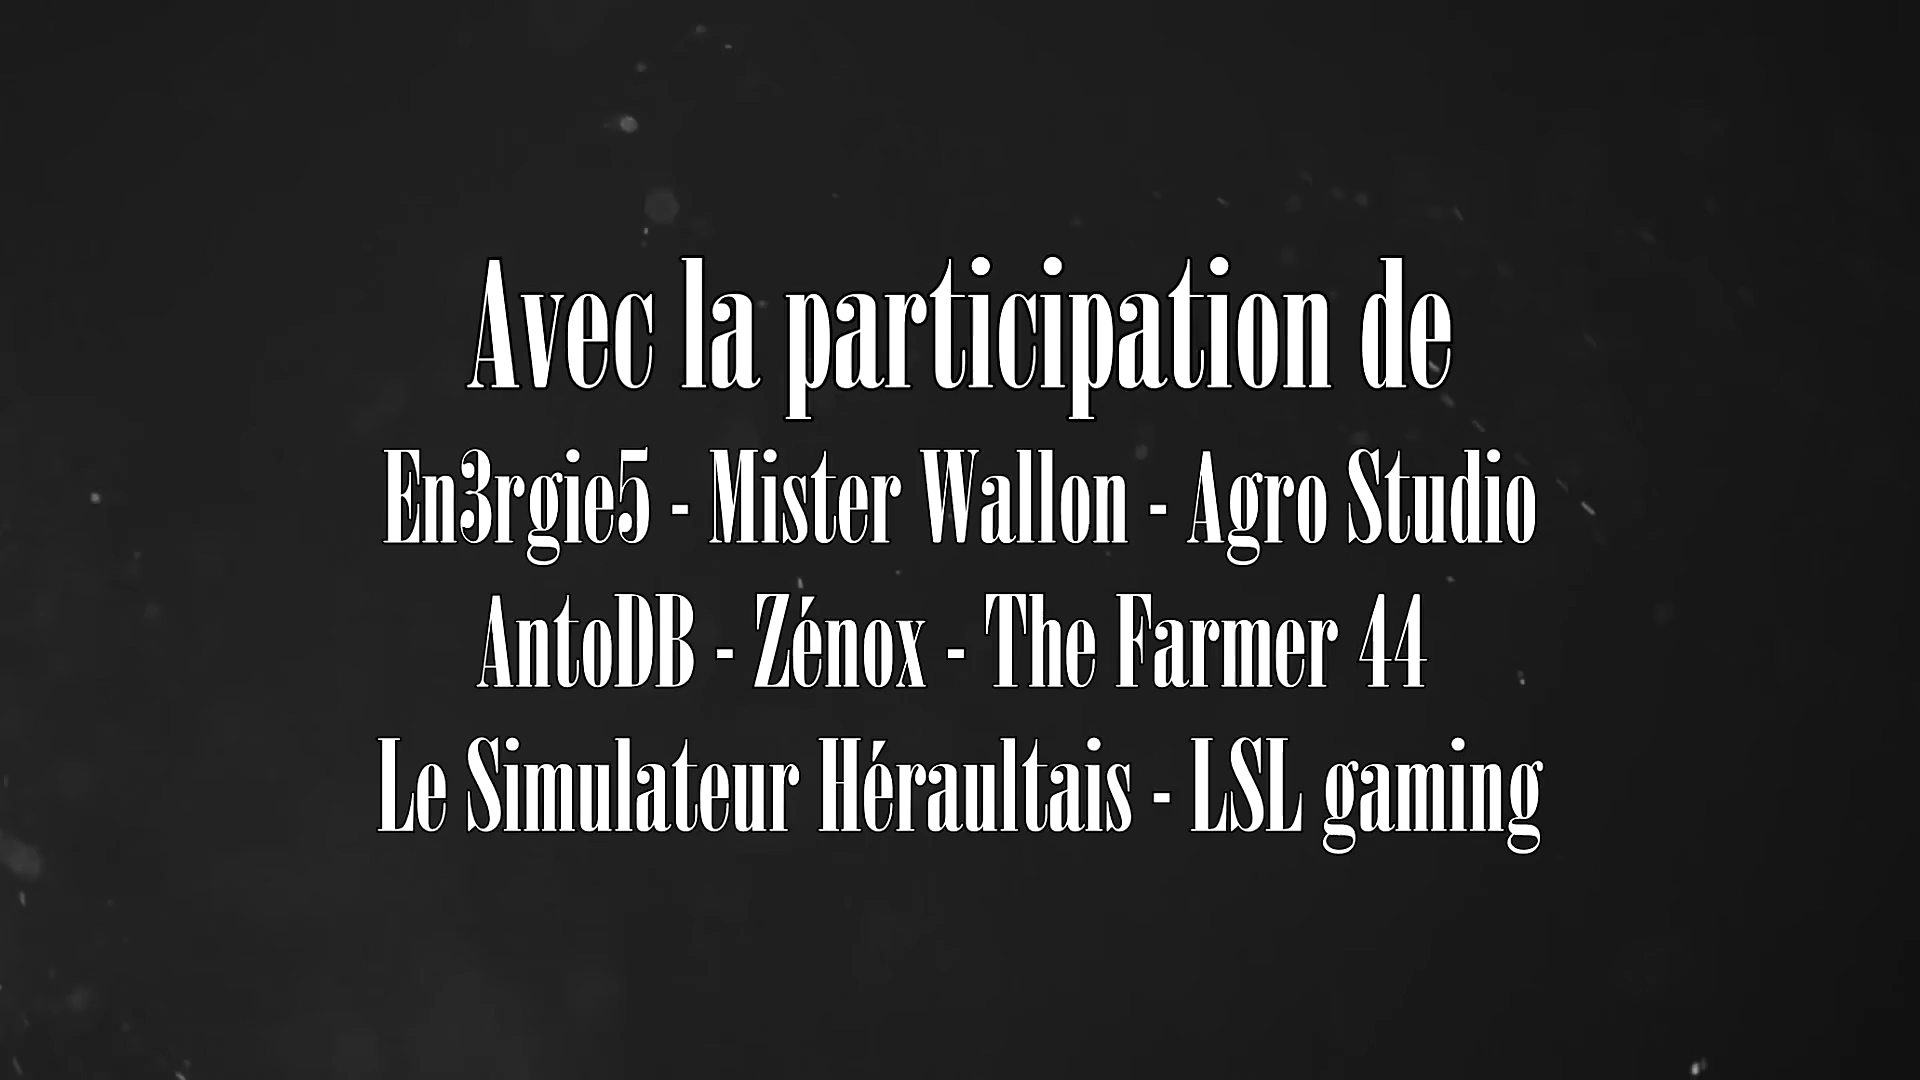 Avec la participation de
En3rgie5 - Mister Wallon - Agro Studio
AntoDB - Zénox - The Farmer 44
Le Simulateur Héraultais - LSL gaming